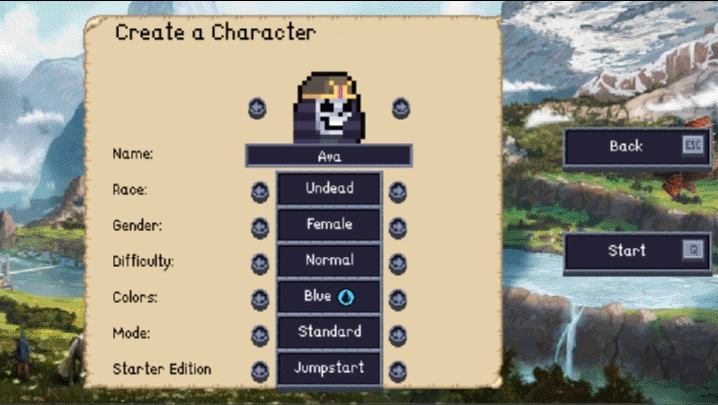 Create a Character
Name: Ava
Race: Undead
Gender: Female
Difficulty: Normal
Colors: Blue
Mode: Standard
Starter Edition Jumpstart
Back ESC
Start Q